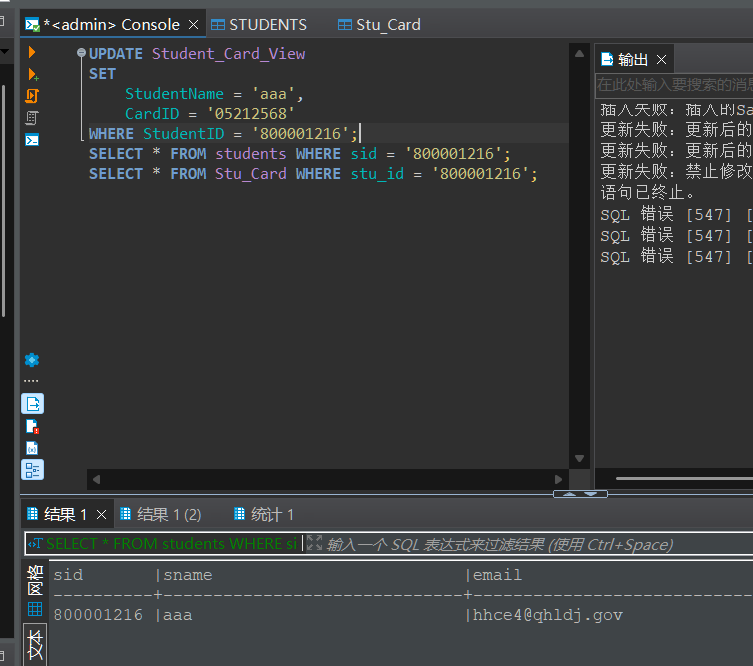 *<admin> Console
STUDENTS
Stu_Card
UPDATE Student_Card_View
SET
StudentName = 'aaa',
CardID = '05212568'
WHERE StudentID = '800001216';
SELECT * FROM students WHERE sid = '800001216';
SELECT * FROM Stu_Card WHERE stu_id = '800001216';
输出
在此处输入要搜索的消息
插入失败: 插入的Sa
更新失败: 更新后的
更新失败: 更新后的
更新失败: 禁止修改
语句已终止。
SQL 错误 [547] [
SQL 错误 [547] [
SQL 错误 [547] [
结果 1
结果 1 (2)
统计 1
SELECT * FROM students WHERE si
输入一个 SQL 表达式来过滤结果 (使用 Ctrl+Space)
网格
文本
sid |sname |email
---------+-----------------------------+---------------------------
800001216 |aaa |hhce4@qhldj.gov